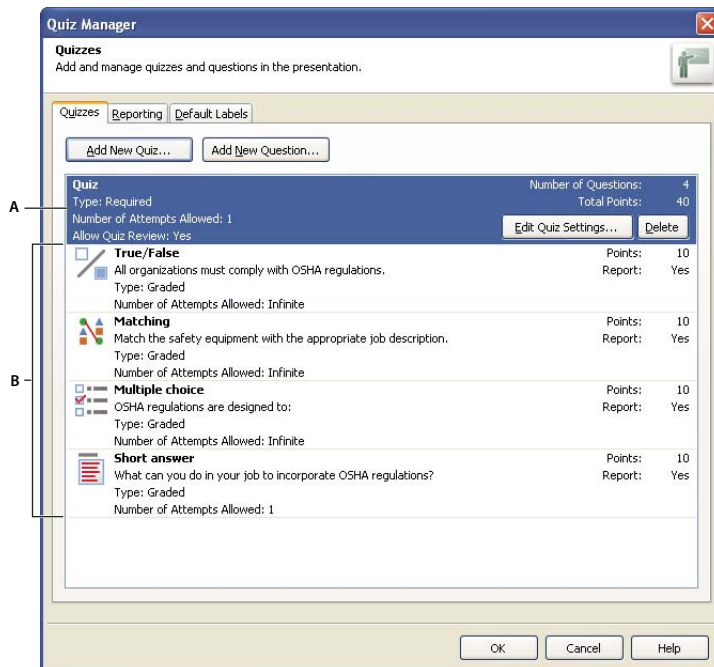 Quiz Manager
Quizzes
Add and manage quizzes and questions in the presentation.
Quizzes Reporting Default Labels
Add New Quiz... Add New Question...
Quiz Number of Questions: 4
A Type: Required Total Points: 40
Number of Attempts Allowed: 1 Edit Quiz Settings... Delete
Allow Quiz Review: Yes
True/False Points: 10
All organizations must comply with OSHA regulations. Report: Yes
Type: Graded
Number of Attempts Allowed: Infinite
Matching Points: 10
Match the safety equipment with the appropriate job description. Report: Yes
Type: Graded
B Multiple choice Points: 10
Number of Attempts Allowed: Infinite
OSHA regulations are designed to: Report: Yes
Type: Graded
Number of Attempts Allowed: Infinite
Short answer Points: 10
What can you do in your job to incorporate OSHA regulations? Report: Yes
Type: Graded
Number of Attempts Allowed: 1
OK Cancel Help